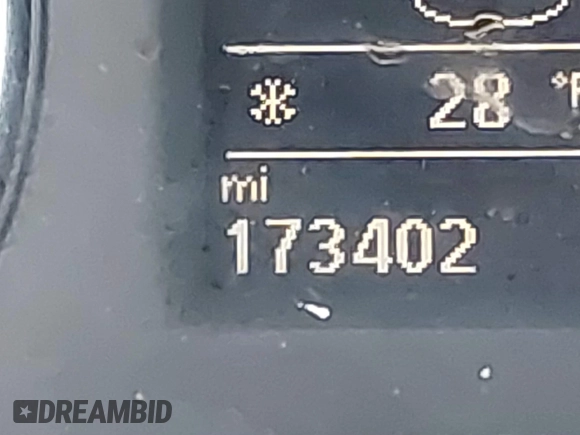 28 °F
mi
173402
DREAMBID